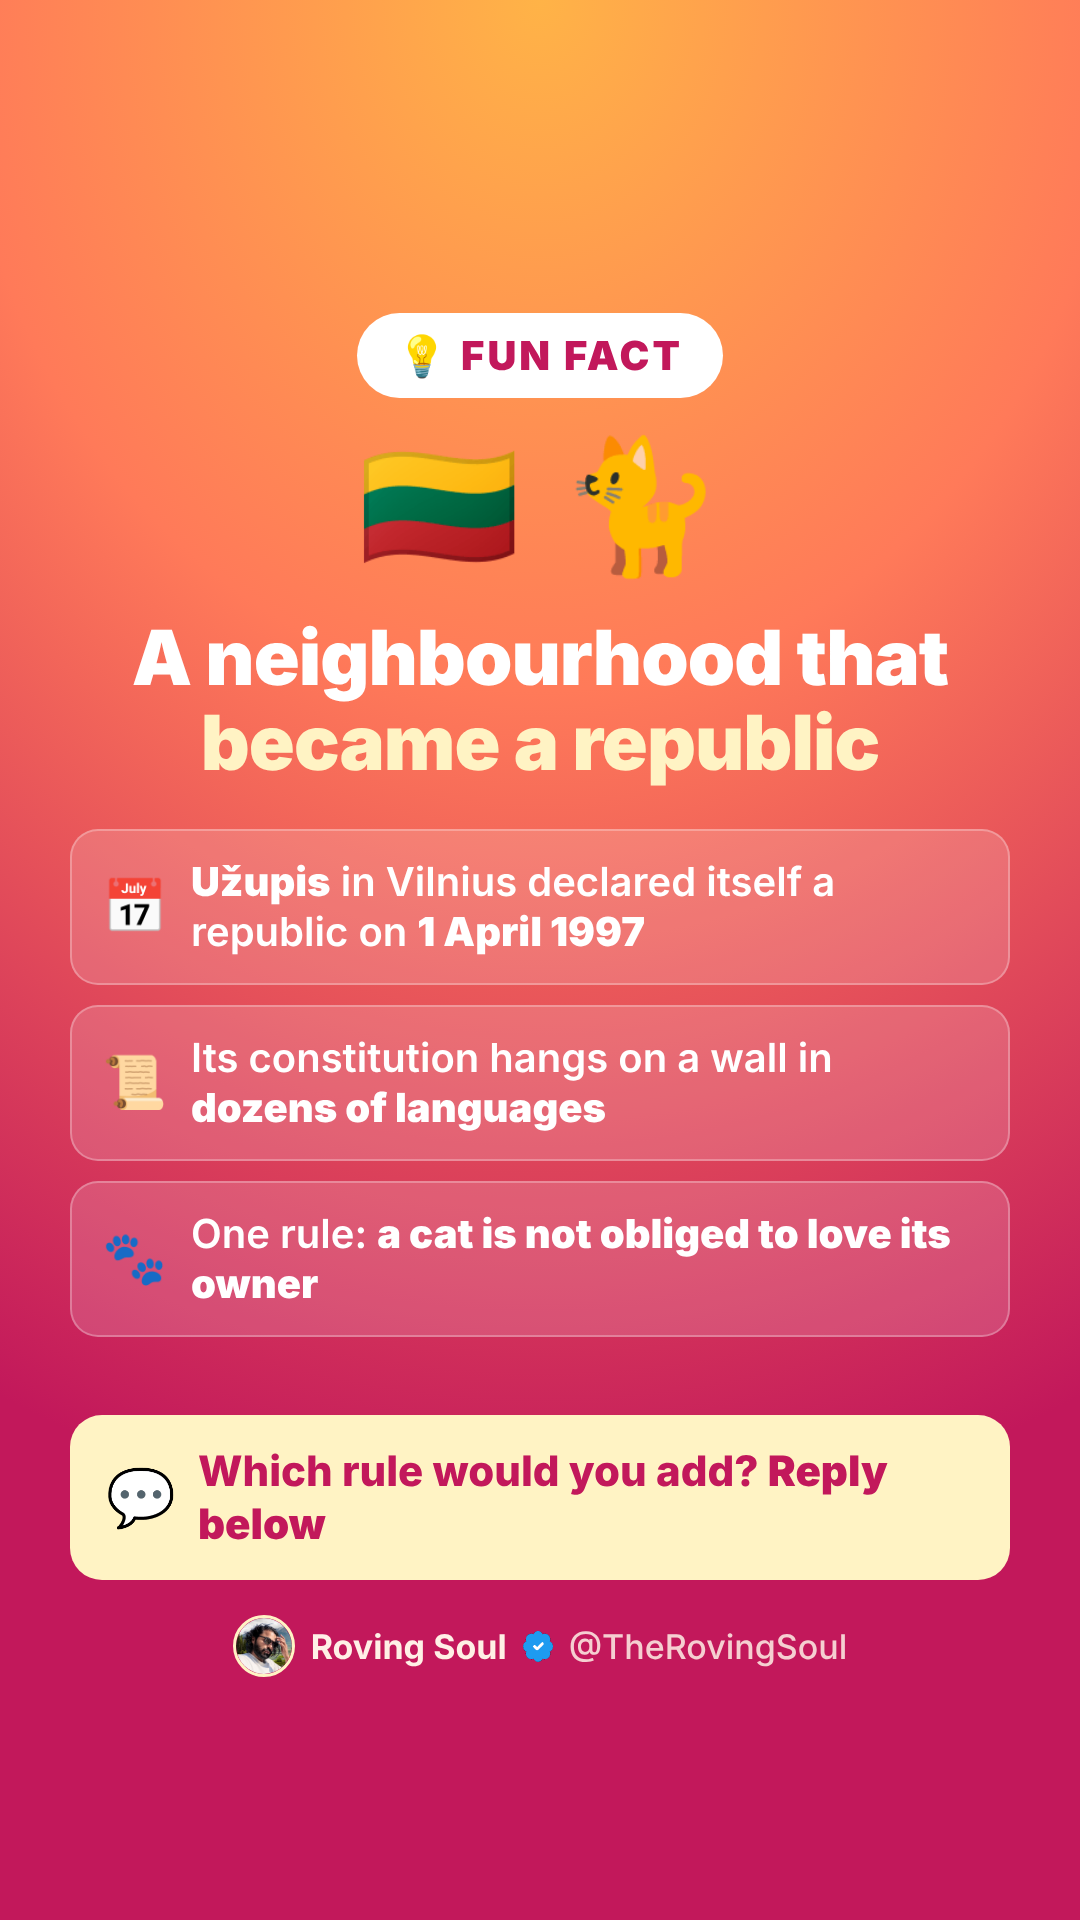 💡 FUN FACT
A neighbourhood that
became a republic
July
17
Užupis in Vilnius declared itself a
republic on 1 April 1997
Its constitution hangs on a wall in
dozens of languages
One rule: a cat is not obliged to love its
owner
Which rule would you add? Reply
below
Roving Soul @TheRovingSoul